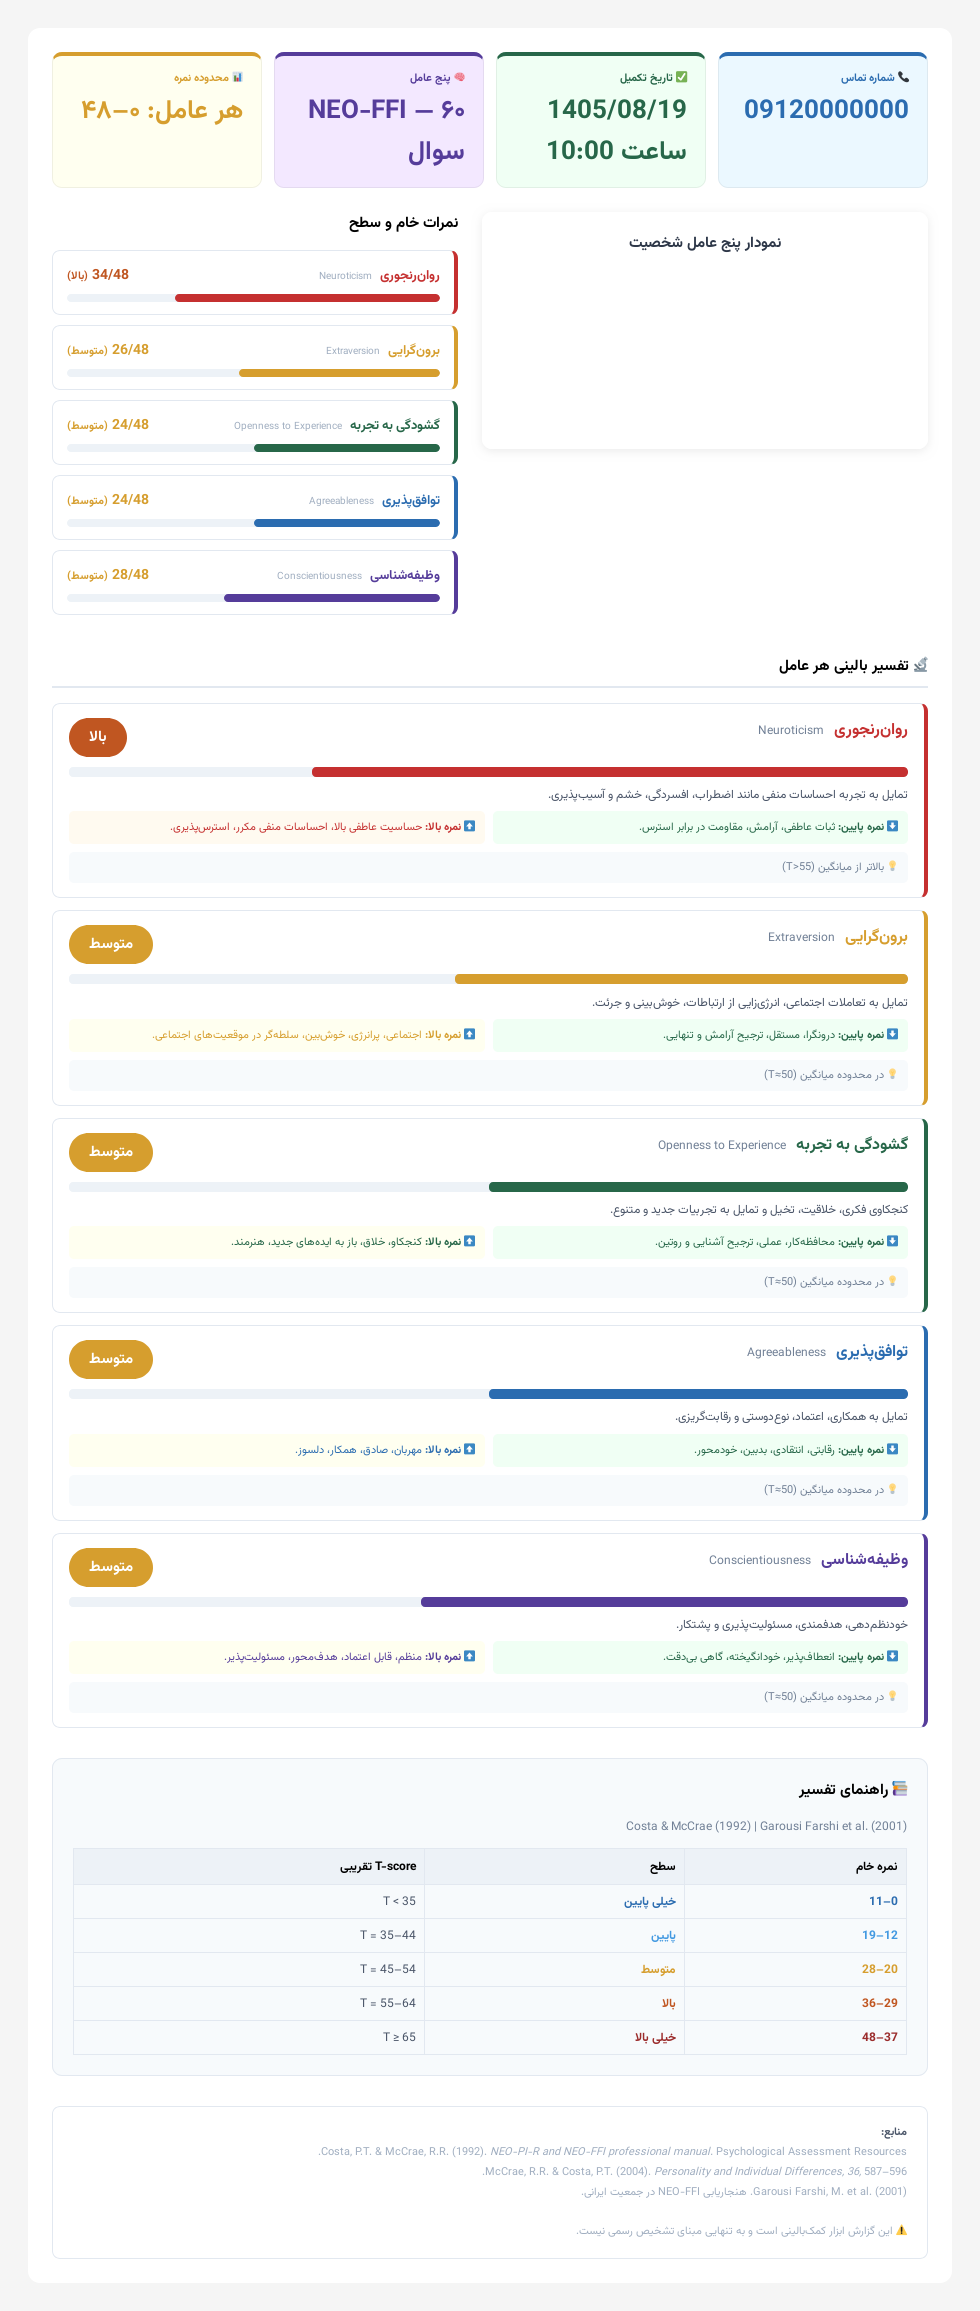 📞 شماره تماس
09120000000
✅ تاریخ تکمیل
1405/08/19
ساعت 10:00
🧠 پنج عامل
NEO-FFI — ۶۰
سوال
📊 محدوده نمره
هر عامل: ۰–۴۸
نمودار پنج عامل شخصیت
نمرات خام و سطح
روان‌رنجوری Neuroticism 34/48 (بالا)
برون‌گرایی Extraversion 26/48 (متوسط)
گشودگی به تجربه Openness to Experience 24/48 (متوسط)
توافق‌پذیری Agreeableness 24/48 (متوسط)
وظیفه‌شناسی Conscientiousness 28/48 (متوسط)
🔬 تفسیر بالینی هر عامل
روان‌رنجوری Neuroticism بالا
تمایل به تجربه احساسات منفی مانند اضطراب، افسردگی، خشم و آسیب‌پذیری.
⬇️ نمره پایین: ثبات عاطفی، آرامش، مقاومت در برابر استرس.
⬆️ نمره بالا: حساسیت عاطفی بالا، احساسات منفی مکرر، استرس‌پذیری.
💡 بالاتر از میانگین (T>55)
برون‌گرایی Extraversion متوسط
تمایل به تعاملات اجتماعی، انرژی‌زایی از ارتباطات، خوش‌بینی و جرئت.
⬇️ نمره پایین: درونگرا، مستقل، ترجیح آرامش و تنهایی.
⬆️ نمره بالا: اجتماعی، پرانرژی، خوش‌بین، سلطه‌گر در موقعیت‌های اجتماعی.
💡 در محدوده میانگین (T≈50)
گشودگی به تجربه Openness to Experience متوسط
کنجکاوی فکری، خلاقیت، تخیل و تمایل به تجربیات جدید و متنوع.
⬇️ نمره پایین: محافظه‌کار، عملی، ترجیح آشنایی و روتین.
⬆️ نمره بالا: کنجکاو، خلاق، باز به ایده‌های جدید، هنرمند.
💡 در محدوده میانگین (T≈50)
توافق‌پذیری Agreeableness متوسط
تمایل به همکاری، اعتماد، نوع‌دوستی و رقابت‌گریزی.
⬇️ نمره پایین: رقابتی، انتقادی، بدبین، خودمحور.
⬆️ نمره بالا: مهربان، صادق، همکار، دلسوز.
💡 در محدوده میانگین (T≈50)
وظیفه‌شناسی Conscientiousness متوسط
خودنظم‌دهی، هدفمندی، مسئولیت‌پذیری و پشتکار.
⬇️ نمره پایین: انعطاف‌پذیر، خودانگیخته، گاهی بی‌دقت.
⬆️ نمره بالا: منظم، قابل اعتماد، هدف‌محور، مسئولیت‌پذیر.
💡 در محدوده میانگین (T≈50)
📚 راهنمای تفسیر
Costa & McCrae (1992) | Garousi Farshi et al. (2001)
نمره خام سطح T-score تقریبی
11–0 خیلی پایین T < 35
19–12 پایین T = 35–44
28–20 متوسط T = 45–54
36–29 بالا T = 55–64
48–37 خیلی بالا T ≥ 65
منابع:
.Costa, P.T. & McCrae, R.R. (1992). NEO-PI-R and NEO-FFI professional manual. Psychological Assessment Resources
.McCrae, R.R. & Costa, P.T. (2004). Personality and Individual Differences, 36, 587–596
Garousi Farshi, M. et al. (2001). هنجاریابی NEO-FFI در جمعیت ایرانی.
⚠️ این گزارش ابزار کمک‌بالینی است و به تنهایی مبنای تشخیص رسمی نیست.